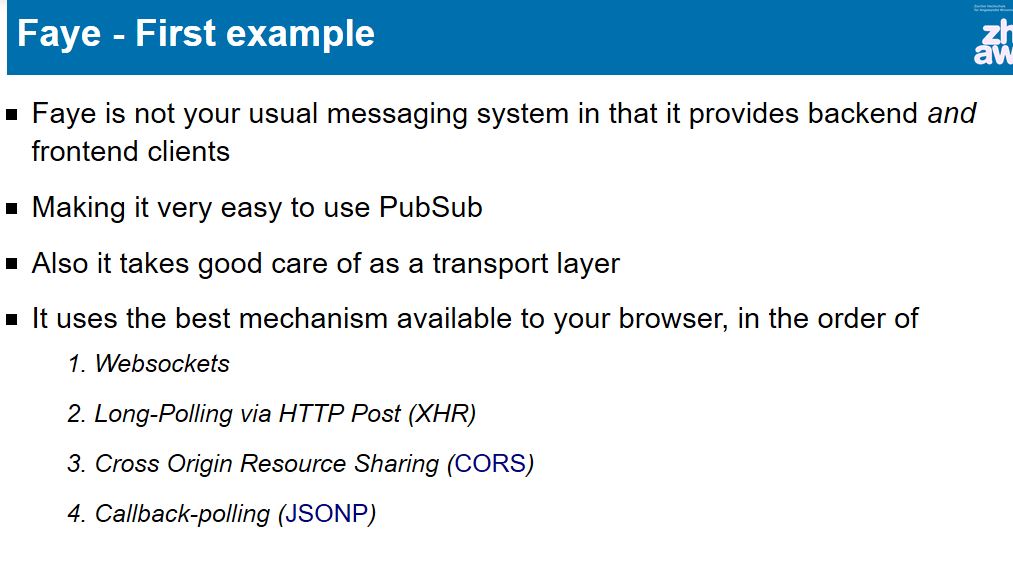 Faye - First example
zh
aw
Faye is not your usual messaging system in that it provides backend and
frontend clients
Making it very easy to use PubSub
Also it takes good care of as a transport layer
It uses the best mechanism available to your browser, in the order of
1. Websockets
2. Long-Polling via HTTP Post (XHR)
3. Cross Origin Resource Sharing (CORS)
4. Callback-polling (JSONP)